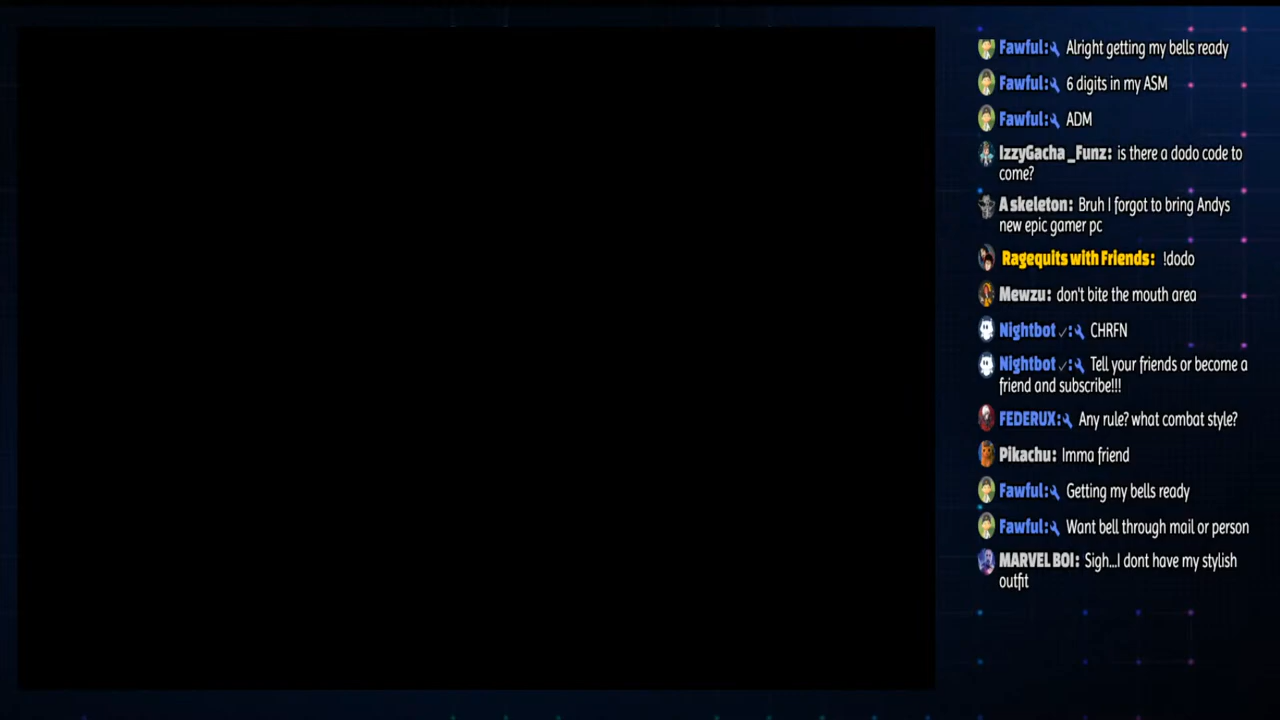 Fawful: Alright getting my bells ready
Fawful: 6 digits in my ASM
Fawful: ADM
IzzyGacha _Funz: is there a dodo code to
come?
A skeleton: Bruh I forgot to bring Andys
new epic gamer pc
Ragequits with Friends: !dodo
Mewzu: don't bite the mouth area
Nightbot ✓: CHRFN
Nightbot ✓: Tell your friends or become a
friend and subscribe!!!
FEDERUX: Any rule? what combat style?
Pikachu: Imma friend
Fawful: Getting my bells ready
Fawful: Want bell through mail or person
MARVEL BOI: Sigh...I dont have my stylish
outfit